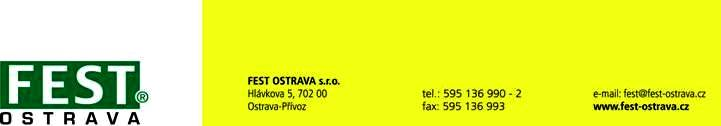 FEST®
OSTRAVA
FEST OSTRAVA s.r.o.
Hlávkova 5, 702 00
Ostrava-Přívoz
tel.: 595 136 990 - 2
fax: 595 136 993
e-mail: fest@fest-ostrava.cz
www.fest-ostrava.cz